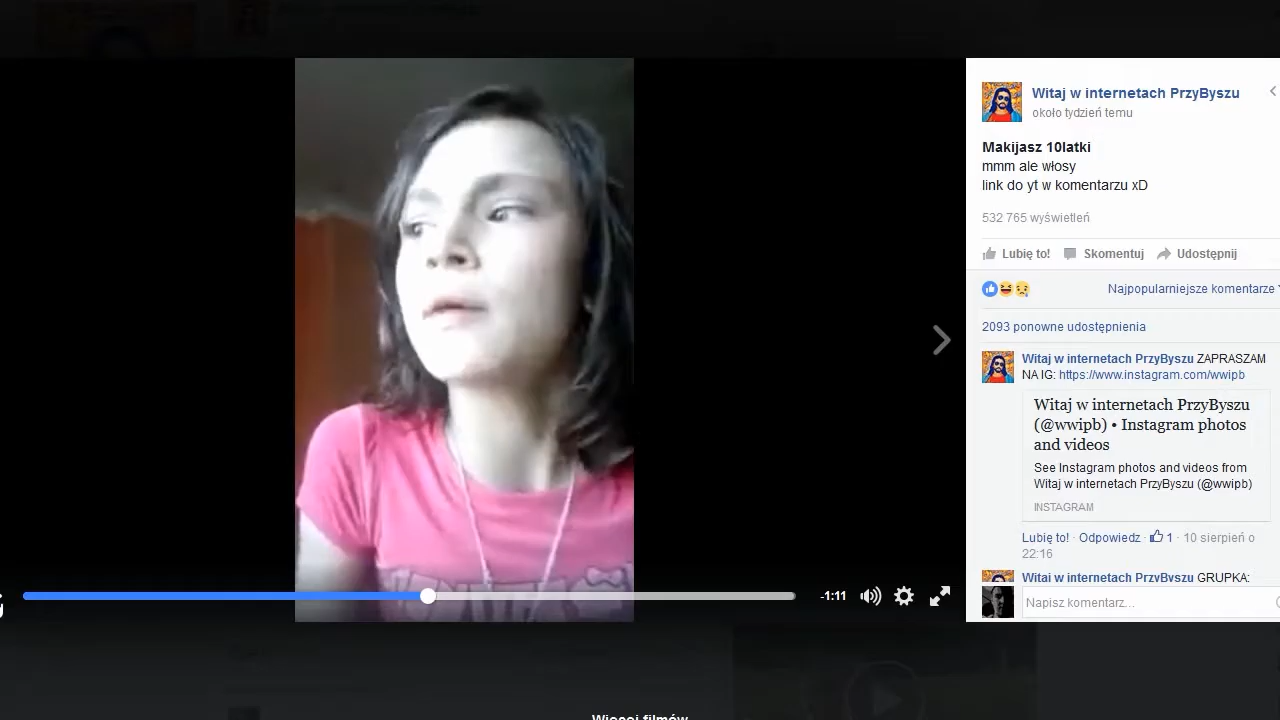 Witaj w internetach PrzyByszu
około tydzień temu
Makijasz 10latki
mmm ale włosy
link do yt w komentarzu xD
532 765 wyświetleń
Lubię to! Skomentuj Udostępnij
Najpopularniejsze komentarze
2093 ponowne udostępnienia
Witaj w internetach PrzyByszu ZAPRASZAM
NA IG: https://www.instagram.com/wwipb
Witaj w internetach PrzyByszu
(@wwipb) • Instagram photos
and videos
See Instagram photos and videos from
Witaj w internetach PrzyByszu (@wwipb)
INSTAGRAM
Lubię to! · Odpowiedz · 1 · 10 sierpień o
22:16
Witaj w internetach PrzyByszu GRUPKA:
Napisz komentarz...
-1:11
Więcej filmów